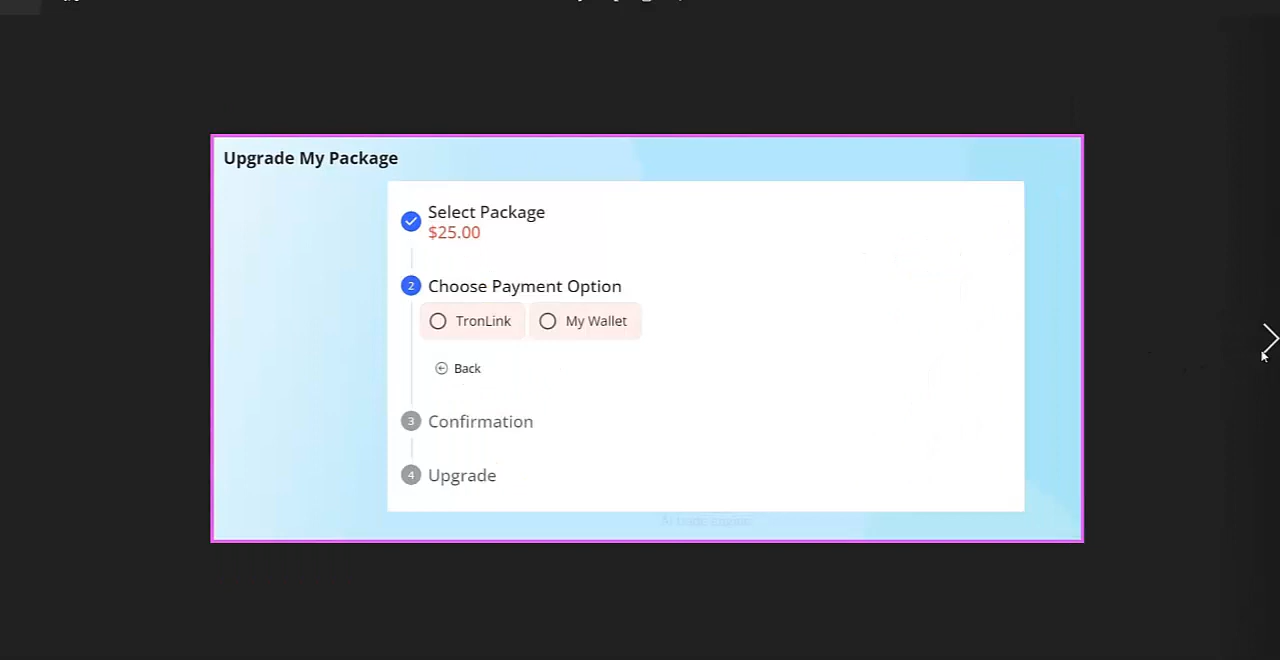 Upgrade My Package
Select Package
$25.00
2 Choose Payment Option
TronLink My Wallet
Back
3 Confirmation
4 Upgrade